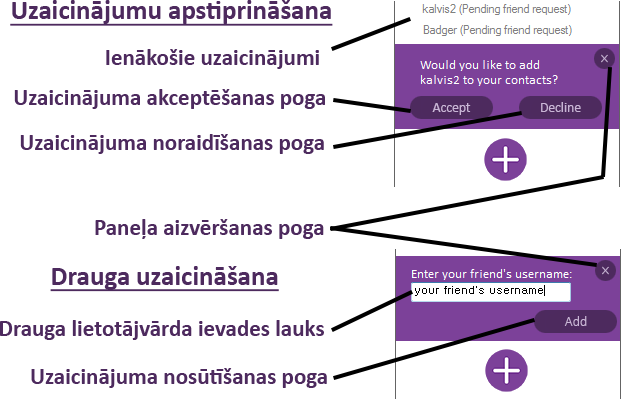 Uzaicinājumu apstiprināšana
kalvis2 (Pending friend request)
Badger (Pending friend request)
Ienākošie uzaicinājumi
Would you like to add
kalvis2 to your contacts?
X
Uzaicinājuma akceptēšanas poga
Accept
Decline
Uzaicinājuma noraidīšanas poga
Paneļa aizvēršanas poga
Drauga uzaicināšana
Enter your friend's username:
X
your friend's username
Drauga lietotājvārda ievades lauks
Add
Uzaicinājuma nosūtīšanas poga